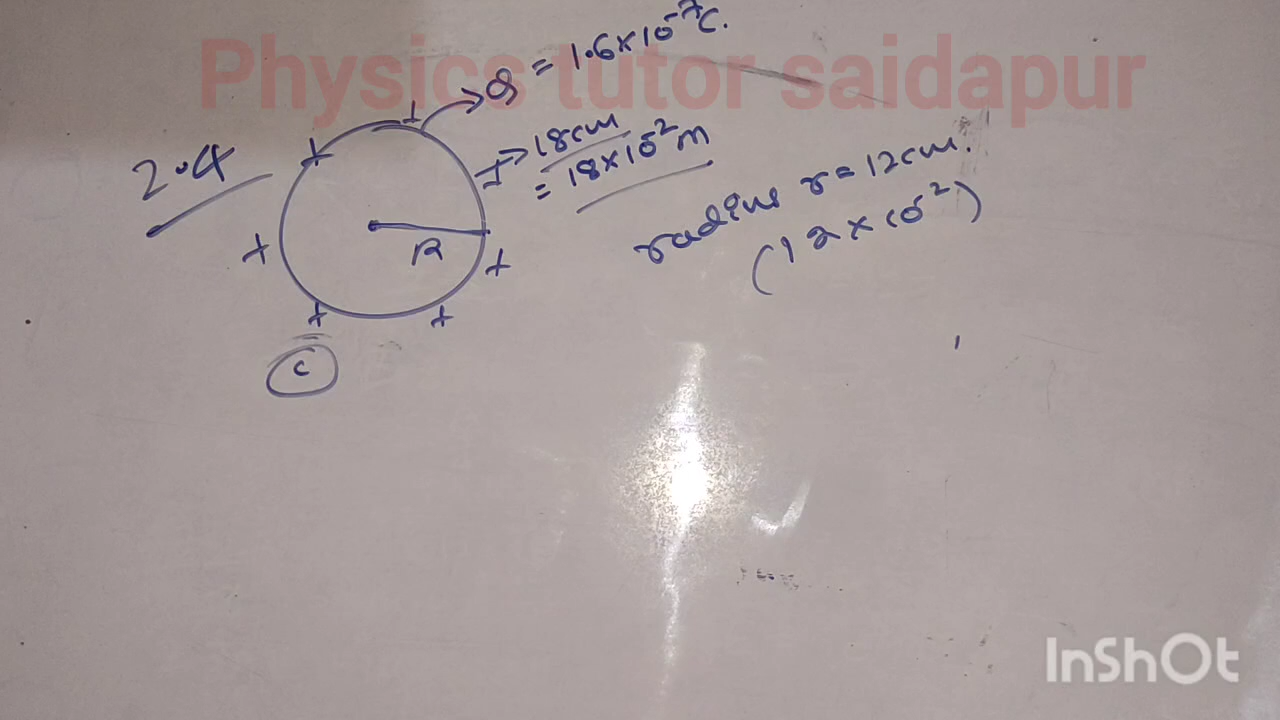 Physics tutor saidapur
Q = 1.6×10⁻⁷C.
2.4
→ 18cm
= 18×10⁻²m
radius r = 12cm.
(12×10⁻²)
R
C
InShOt